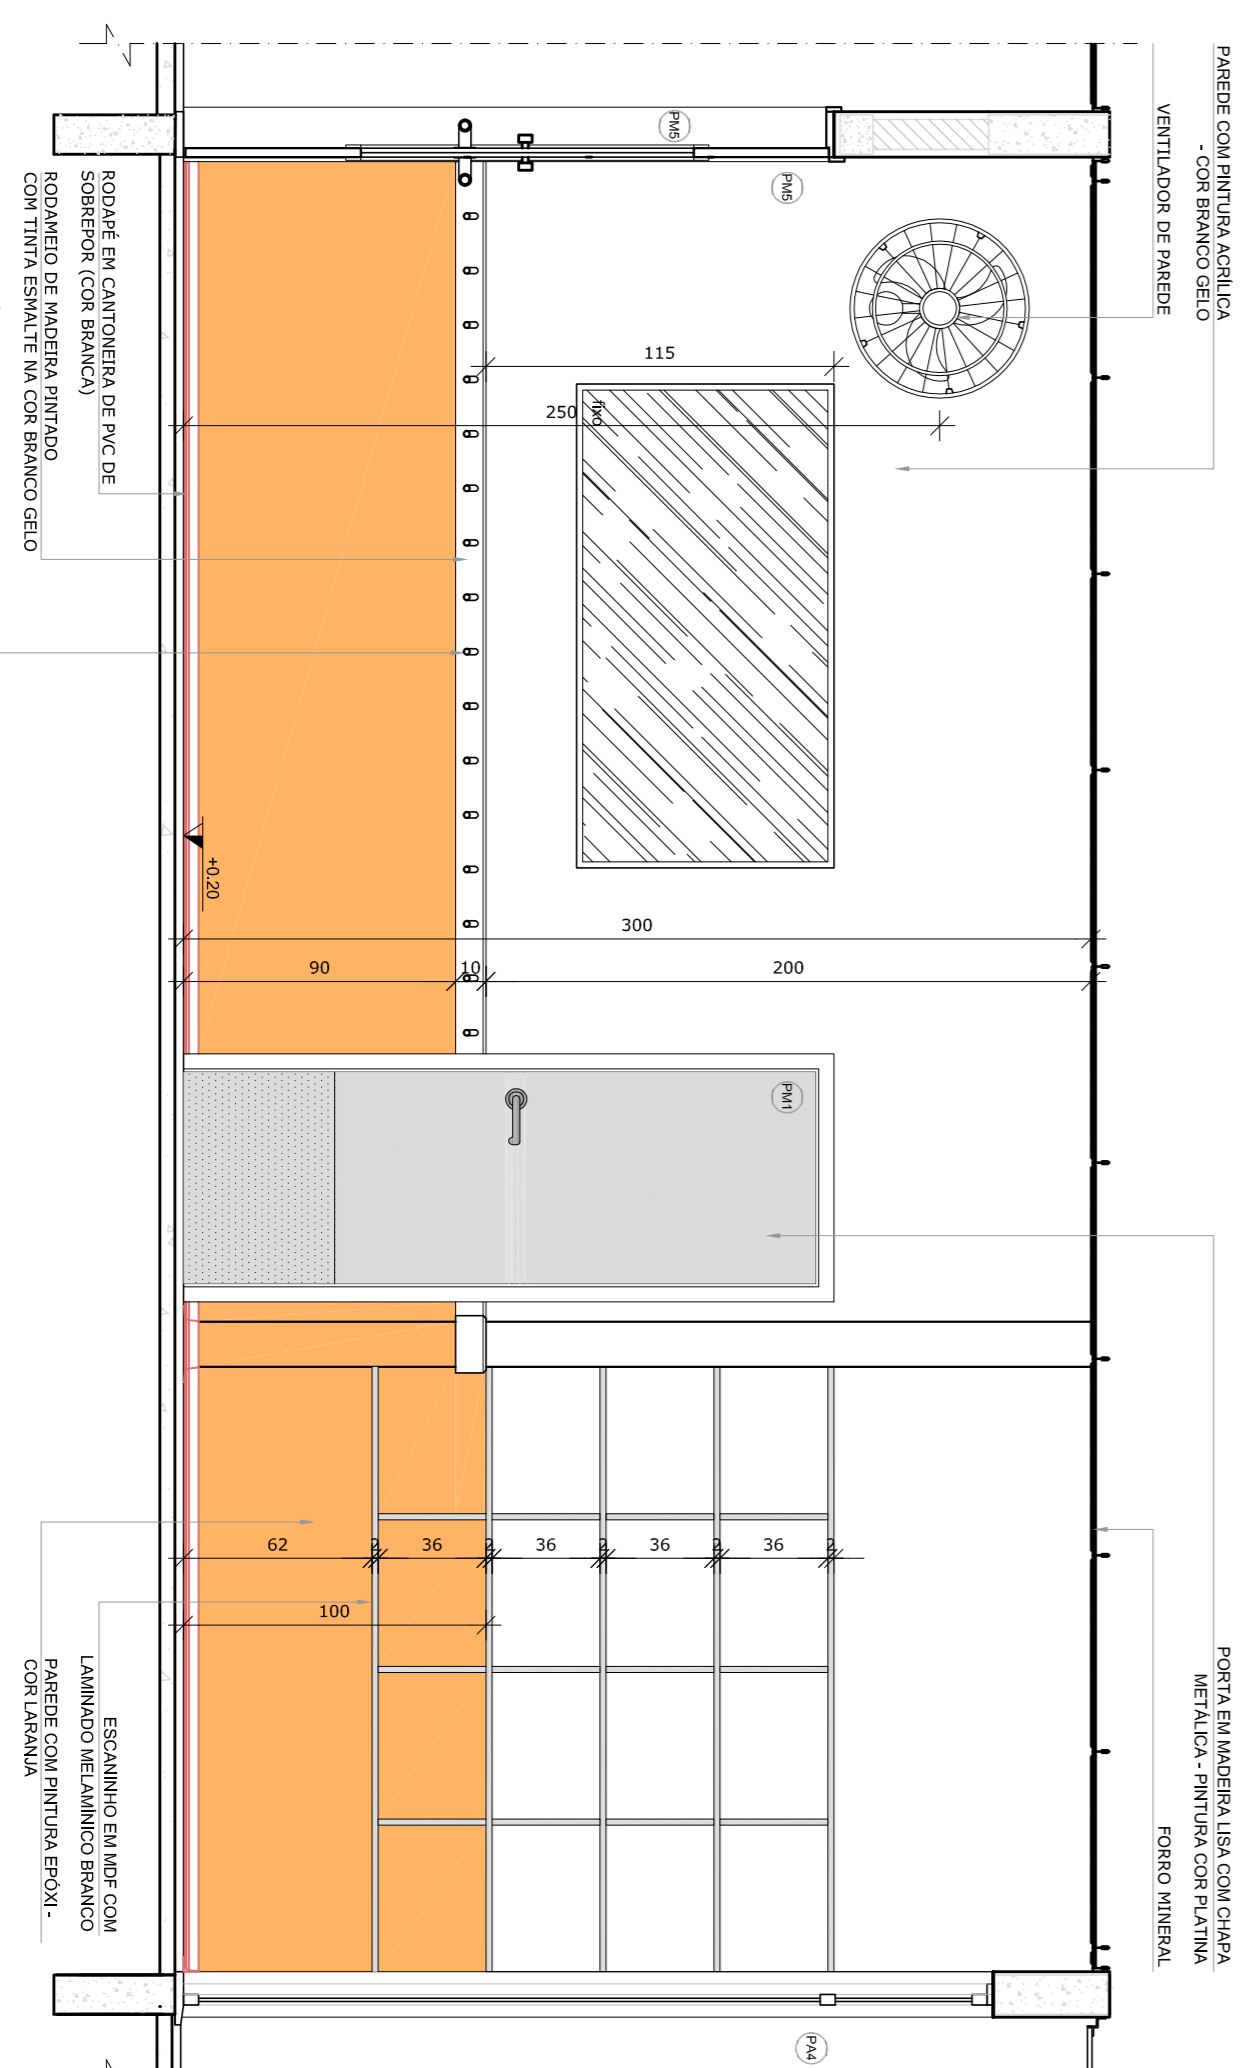 PAREDE COM PINTURA ACRÍLICA
- COR BRANCO GELO
VENTILADOR DE PAREDE
PORTA EM MADEIRA LISA COM CHAPA
METÁLICA - PINTURA COR PLATINA
FORRO MINERAL
PM5
PM5
115
250
fixo
+0.20
300
90
10
200
PM1
62
2
36
2
36
2
36
2
36
2
100
PA4
RODAPÉ EM CANTONEIRA DE PVC DE
SOBREPOR (COR BRANCA)
RODAMEIO DE MADEIRA PINTADO
COM TINTA ESMALTE NA COR BRANCO GELO
ESCANINHO EM MDF COM
LAMINADO MELAMÍNICO BRANCO
PAREDE COM PINTURA EPÓXI -
COR LARANJA